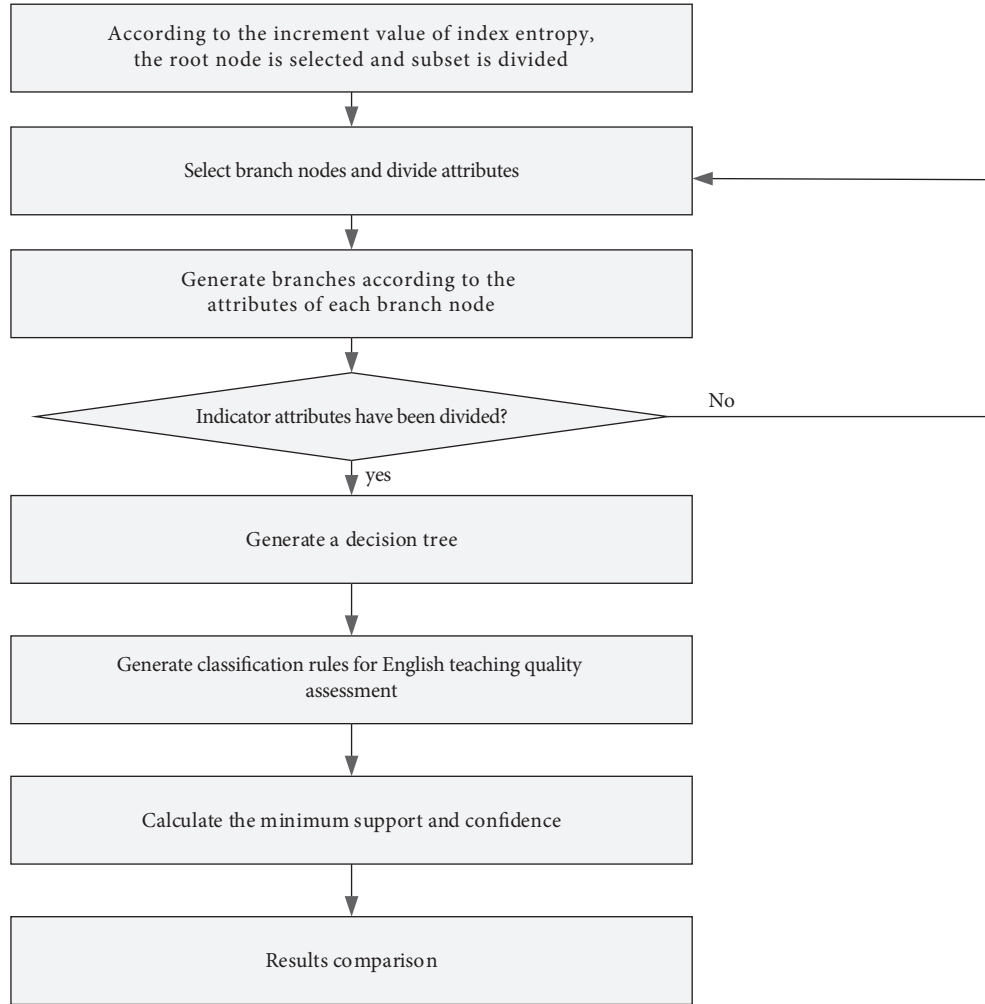 According to the increment value of index entropy,
the root node is selected and subset is divided
Select branch nodes and divide attributes
Generate branches according to the
attributes of each branch node
Indicator attributes have been divided?
No
yes
Generate a decision tree
Generate classification rules for English teaching quality
assessment
Calculate the minimum support and confidence
Results comparison